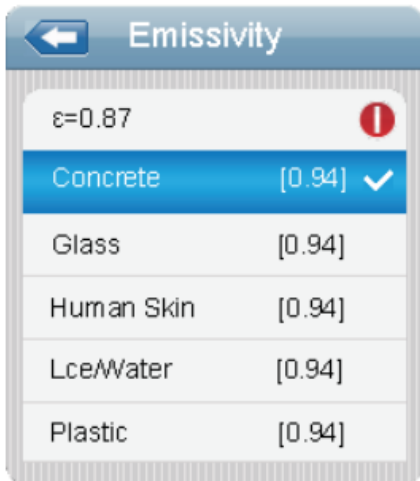 Emissivity
ε=0.87
Concrete [0.94]
Glass [0.94]
Human Skin [0.94]
Lce/Water [0.94]
Plastic [0.94]